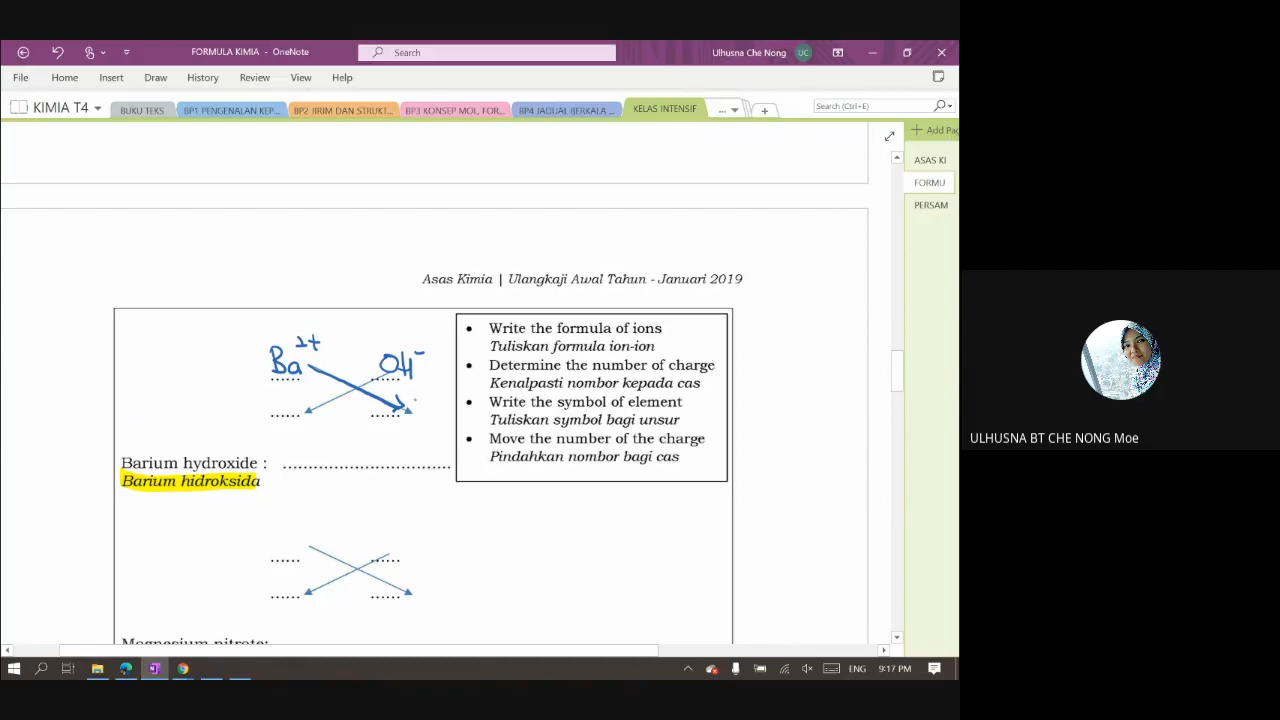 FORMULA KIMIA - OneNote
Search
Ulhusna Che Nong
UC
File Home Insert Draw History Review View Help
KIMIA T4
BUKU TEKS
BP1 PENGENALAN KEP...
BP2 JIRIM DAN STRUKT...
BP3 KONSEP MOL, FOR...
BP4 JADUAL BERKALA ...
KELAS INTENSIF
...
Search (Ctrl+E)
Add Pag
ASAS KI
FORMU
PERSAM
Asas Kimia | Ulangkaji Awal Tahun - Januari 2019
Ba2+ OH-
...... ......
...... ......
• Write the formula of ions
Tuliskan formula ion-ion
• Determine the number of charge
Kenalpasti nombor kepada cas
• Write the symbol of element
Tuliskan symbol bagi unsur
• Move the number of the charge
Pindahkan nombor bagi cas
Barium hydroxide : .................................
Barium hidroksida
...... ......
...... ......
Magnesium nitrate:
ULHUSNA BT CHE NONG Moe
ENG
9:17 PM